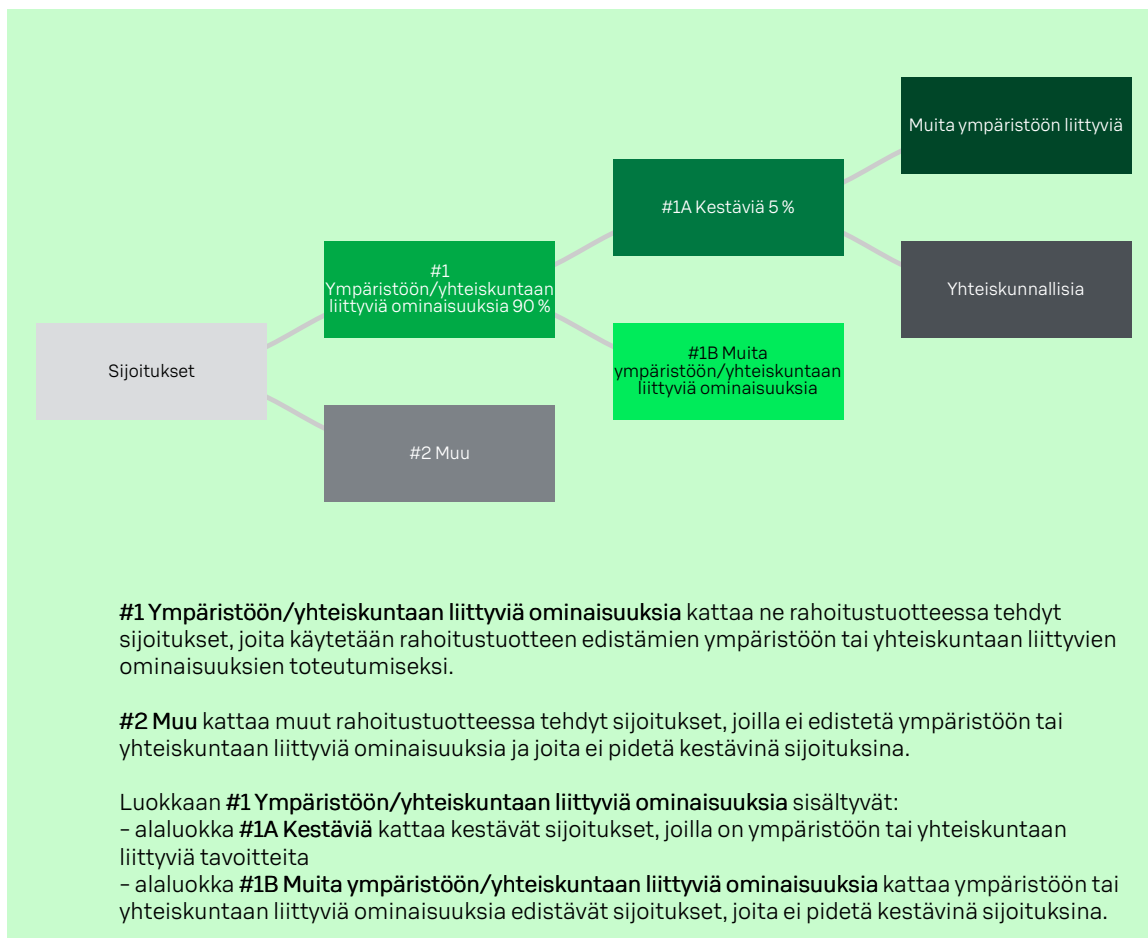 Muita ympäristöön liittyviä
#1A Kestäviä 5 %
#1
Ympäristöön/yhteiskuntaan
liittyviä ominaisuuksia 90 %
Yhteiskunnallisia
Sijoitukset
#1B Muita
ympäristöön/yhteiskuntaan
liittyviä ominaisuuksia
#2 Muu
#1 Ympäristöön/yhteiskuntaan liittyviä ominaisuuksia kattaa ne rahoitustuotteessa tehdyt
sijoitukset, joita käytetään rahoitustuotteen edistämien ympäristöön tai yhteiskuntaan liittyvien
ominaisuuksien toteutumiseksi.
#2 Muu kattaa muut rahoitustuotteessa tehdyt sijoitukset, joilla ei edistetä ympäristöön tai
yhteiskuntaan liittyviä ominaisuuksia ja joita ei pidetä kestävinä sijoituksina.
Luokkaan #1 Ympäristöön/yhteiskuntaan liittyviä ominaisuuksia sisältyvät:
- alaluokka #1A Kestäviä kattaa kestävät sijoitukset, joilla on ympäristöön tai yhteiskuntaan
liittyviä tavoitteita
- alaluokka #1B Muita ympäristöön/yhteiskuntaan liittyviä ominaisuuksia kattaa ympäristöön tai
yhteiskuntaan liittyviä ominaisuuksia edistävät sijoitukset, joita ei pidetä kestävinä sijoituksina.